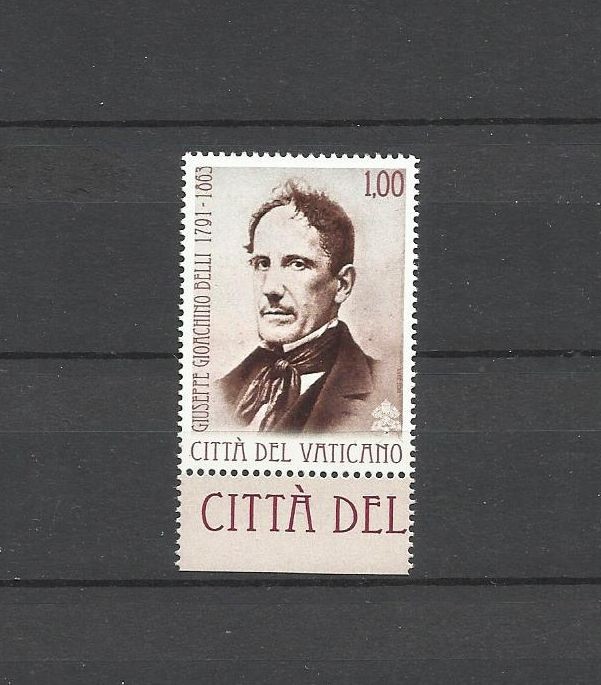 GIUSEPPE GIOACHINO BELLI 1791 - 1863
1,00
CITTÀ DEL VATICANO
CITTÀ DEL